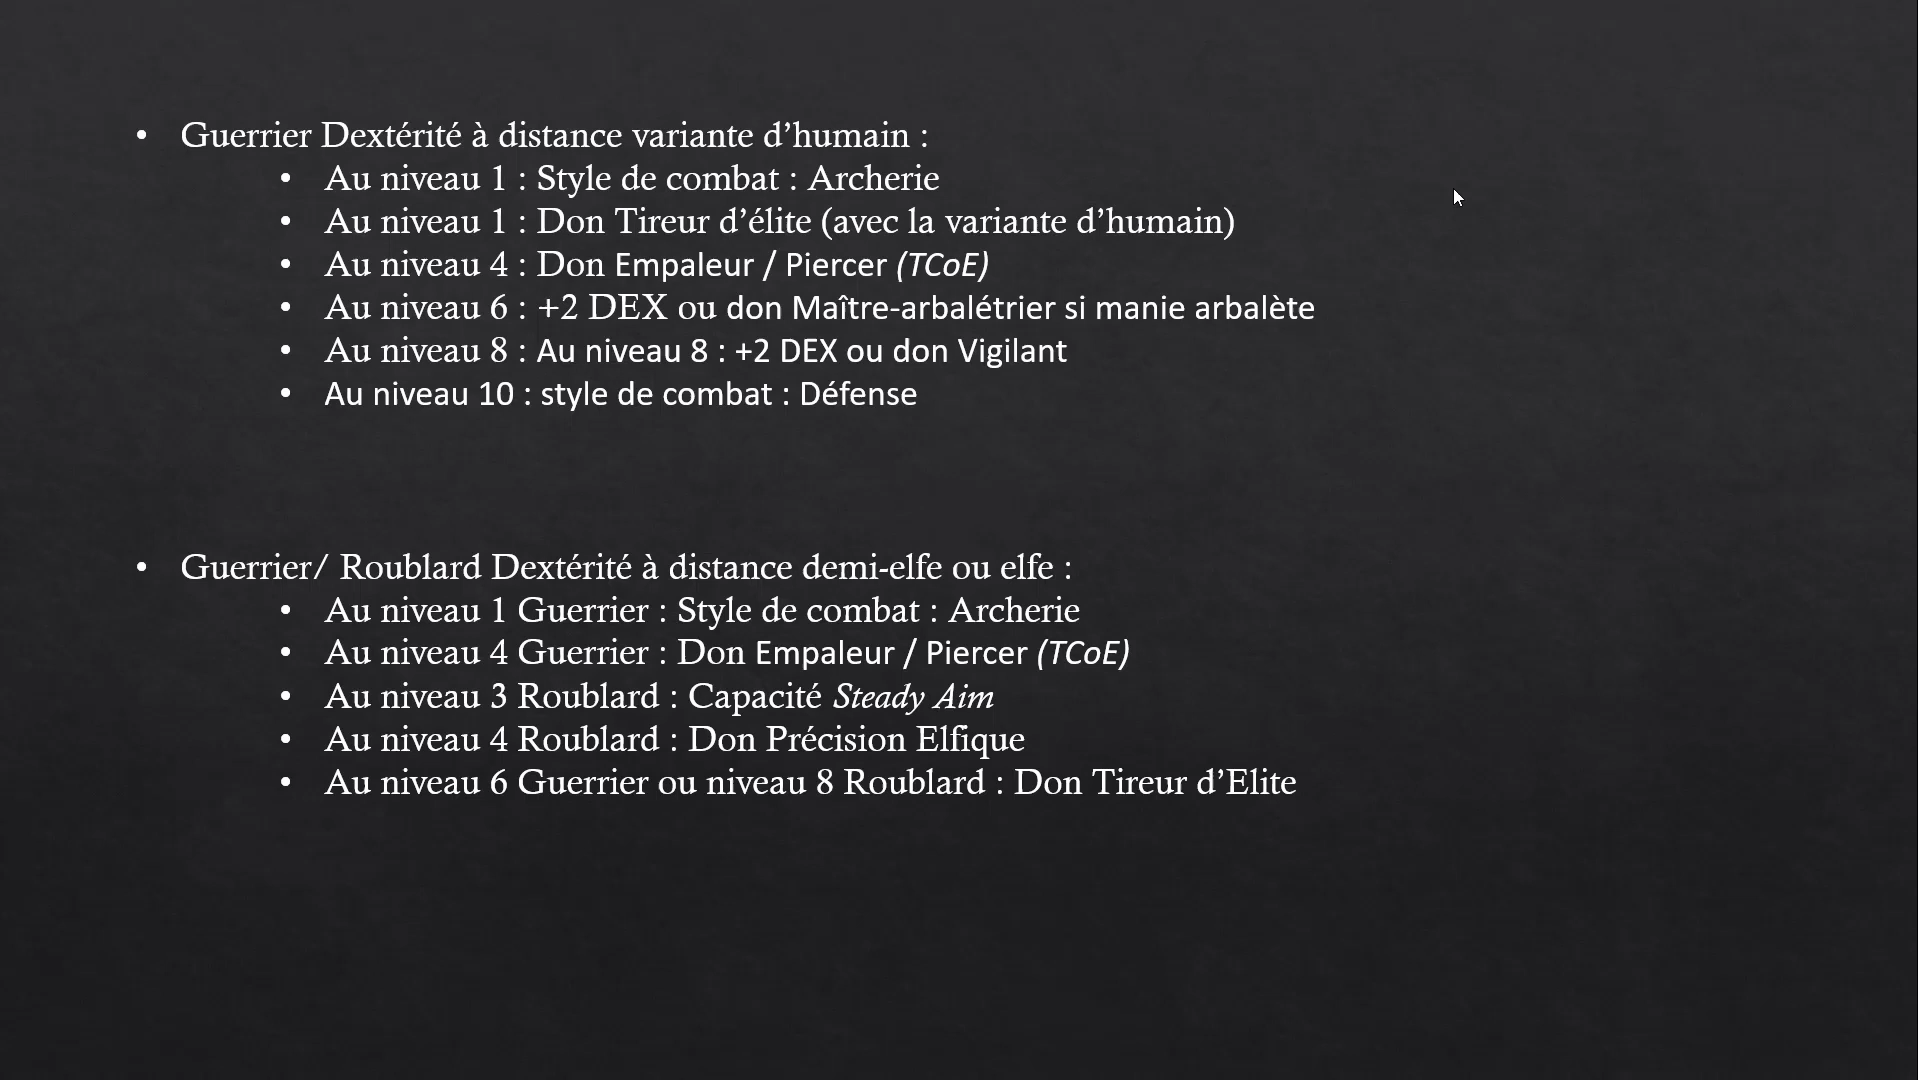 • Guerrier Dextérité à distance variante d’humain :
• Au niveau 1 : Style de combat : Archerie
• Au niveau 1 : Don Tireur d’élite (avec la variante d’humain)
• Au niveau 4 : Don Empaleur / Piercer (TCoE)
• Au niveau 6 : +2 DEX ou don Maître-arbalétrier si manie arbalète
• Au niveau 8 : Au niveau 8 : +2 DEX ou don Vigilant
• Au niveau 10 : style de combat : Défense
• Guerrier/ Roublard Dextérité à distance demi-elfe ou elfe :
• Au niveau 1 Guerrier : Style de combat : Archerie
• Au niveau 4 Guerrier : Don Empaleur / Piercer (TCoE)
• Au niveau 3 Roublard : Capacité Steady Aim
• Au niveau 4 Roublard : Don Précision Elfique
• Au niveau 6 Guerrier ou niveau 8 Roublard : Don Tireur d’Elite